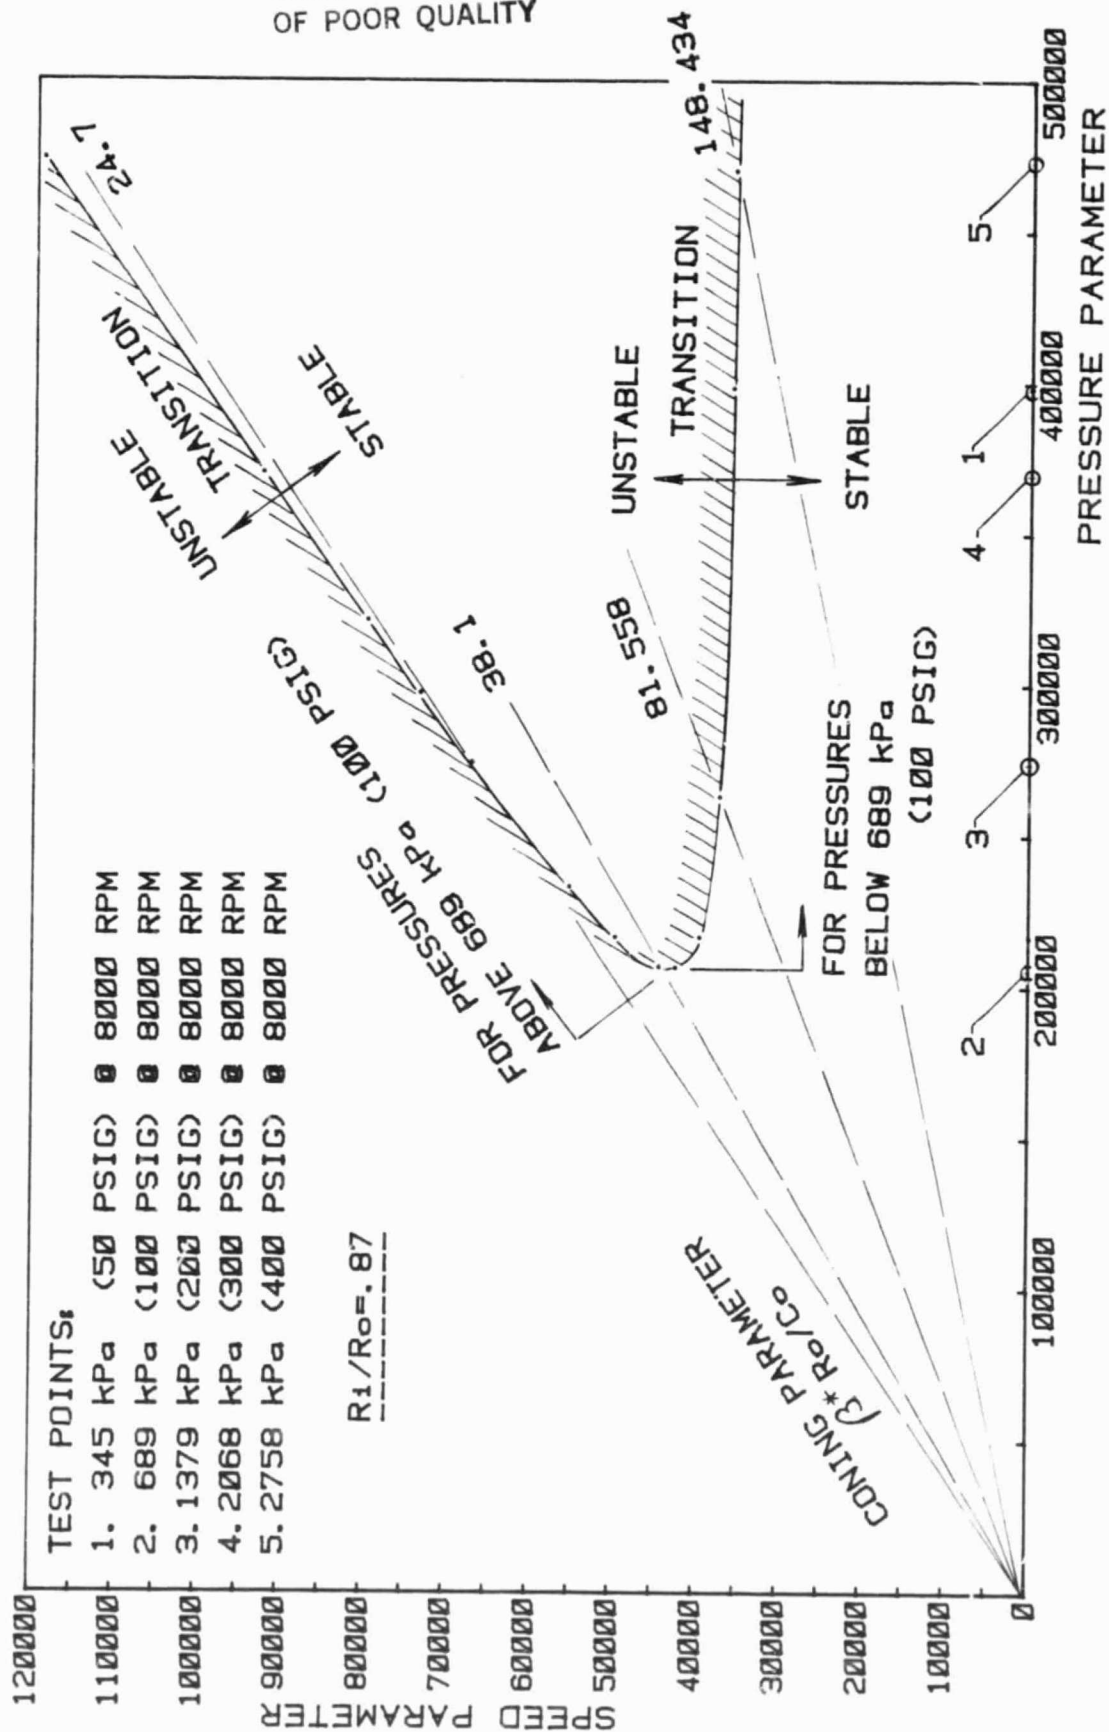 OF POOR QUALITY
TEST POINTS:
1. 345 kPa (50 PSIG) @ 8000 RPM
2. 689 kPa (100 PSIG) @ 8000 RPM
3. 1379 kPa (200 PSIG) @ 8000 RPM
4. 2068 kPa (300 PSIG) @ 8000 RPM
5. 2758 kPa (400 PSIG) @ 8000 RPM
Ri/Ro=.87
SPEED PARAMETER
120000
110000
100000
90000
80000
70000
60000
50000
40000
30000
20000
10000
0
24.7
UNSTABLE
TRANSITION
STABLE
FOR PRESSURES
ABOVE 689 kPa (100 PSIG)
38.1
81.558
148.434
UNSTABLE
TRANSITION
STABLE
FOR PRESSURES
BELOW 689 kPa
(100 PSIG)
CONING PARAMETER
β* Ro/Co
2
3
4
1
5
100000
200000
300000
400000
500000
PRESSURE PARAMETER